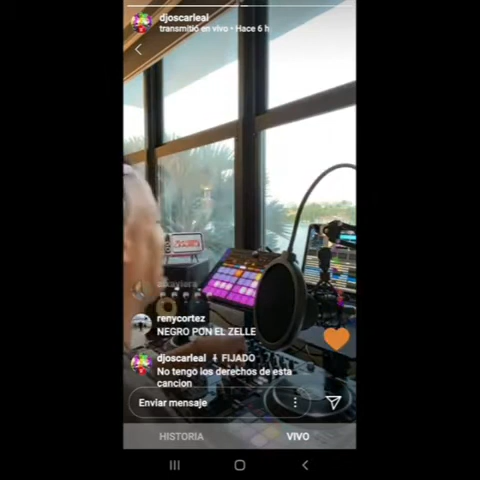 djoscarleal
transmitió en vivo • Hace 6 h
renycortez
NEGRO PON EL ZELLE
djoscarleal FIJADO
No tengo los derechos de esta
cancion
Enviar mensaje
HISTORIA
VIVO